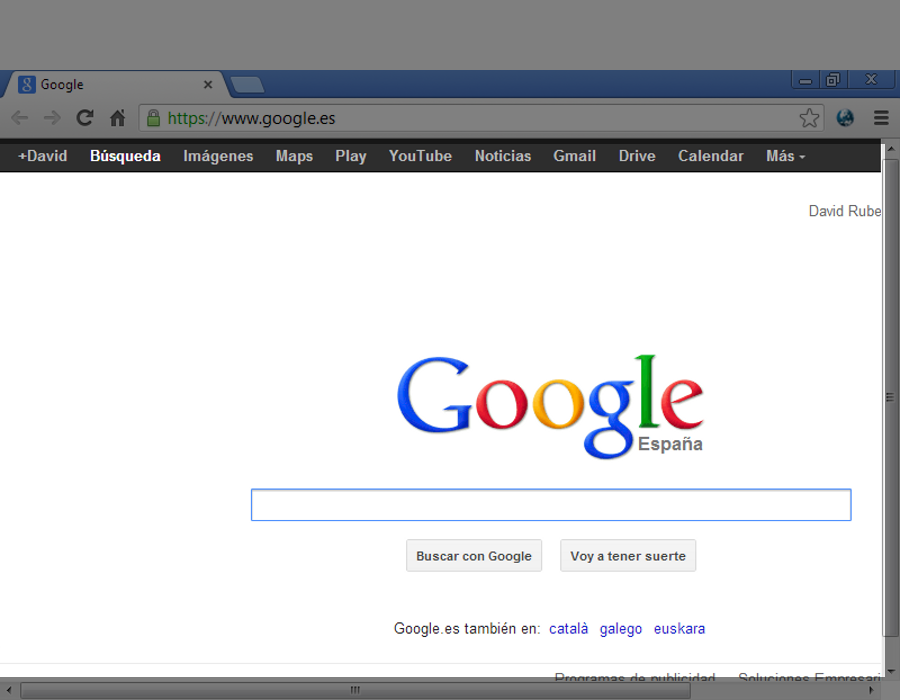 Google
https://www.google.es
+David Búsqueda Imágenes Maps Play YouTube Noticias Gmail Drive Calendar Más
David Rube
Google
España
Buscar con Google Voy a tener suerte
Google.es también en: català galego euskara
Programas de publicidad Soluciones Empresari